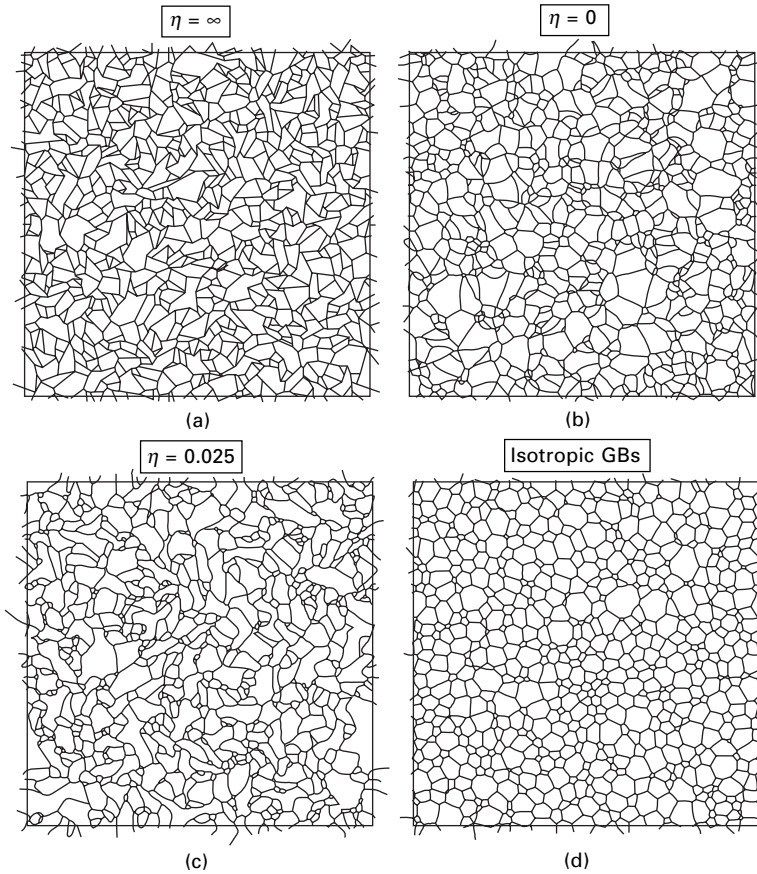 η = ∞
η = 0
(a)
(b)
η = 0.025
Isotropic GBs
(c)
(d)